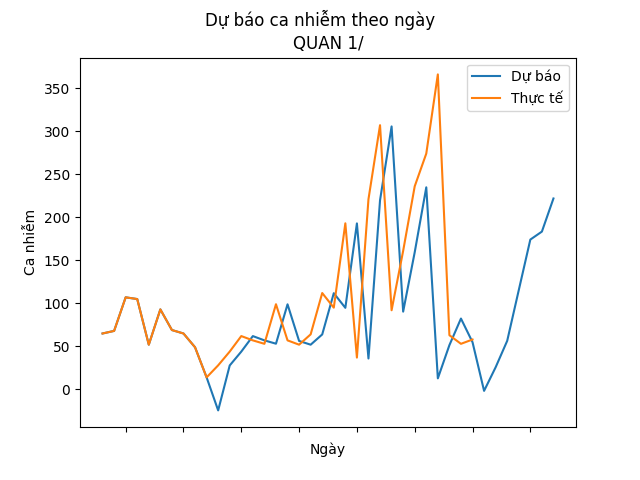 Dự báo ca nhiễm theo ngày
QUAN 1/
Dự báo
Thực tế
350
300
250
200
150
100
50
0
Ca nhiễm
Ngày